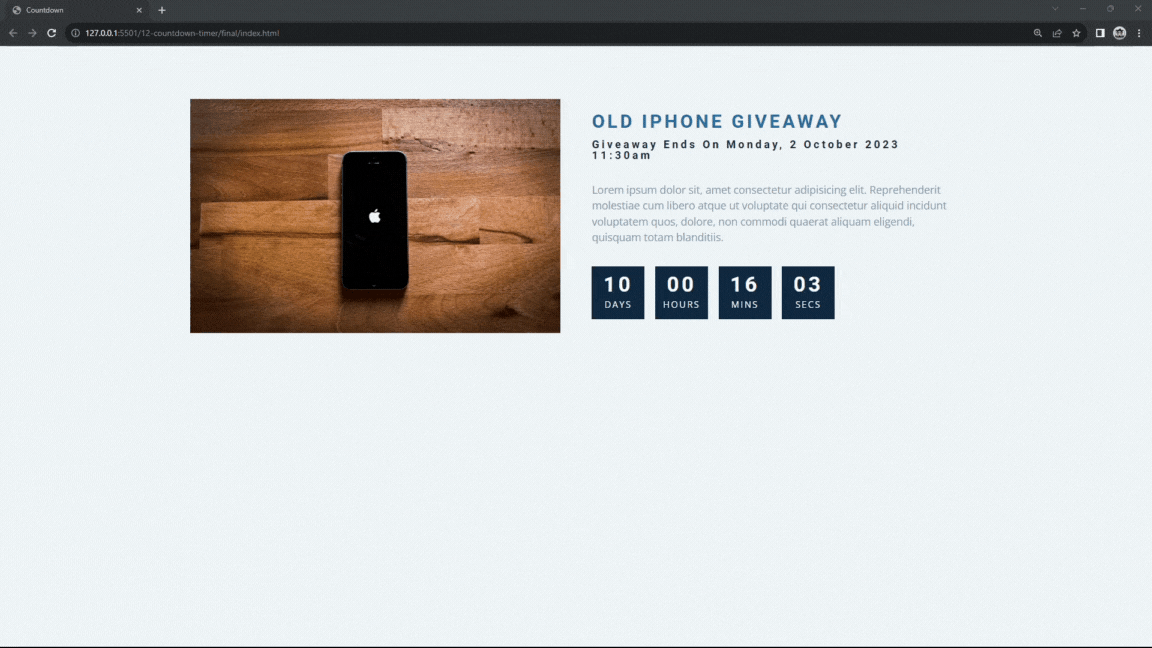 Countdown
127.0.0.1:5501/12-countdown-timer/final/index.html
OLD IPHONE GIVEAWAY
Giveaway Ends On Monday, 2 October 2023
11:30am
Lorem ipsum dolor sit, amet consectetur adipisicing elit. Reprehenderit
molestiae cum libero atque ut voluptate qui consectetur aliquid incidunt
voluptatem quos, dolore, non commodi quaerat aliquam eligendi,
quisquam totam blanditiis.
10 00 16 03
DAYS HOURS MINS SECS